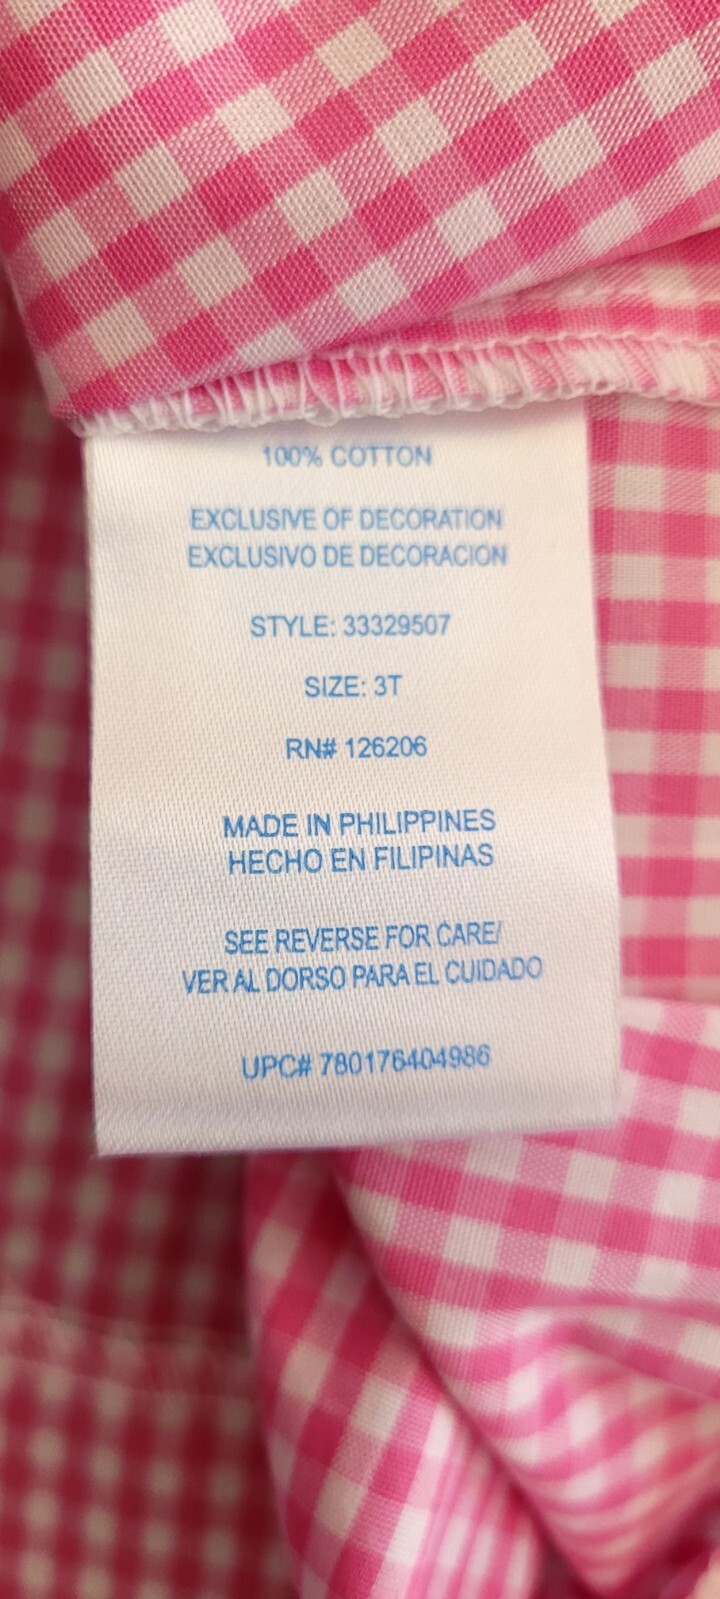 100% COTTON
EXCLUSIVE OF DECORATION
EXCLUSIVO DE DECORACION
STYLE: 33329507
SIZE: 3T
RN# 126206
MADE IN PHILIPPINES
HECHO EN FILIPINAS
SEE REVERSE FOR CARE/
VER AL DORSO PARA EL CUIDADO
UPC# 780176404986